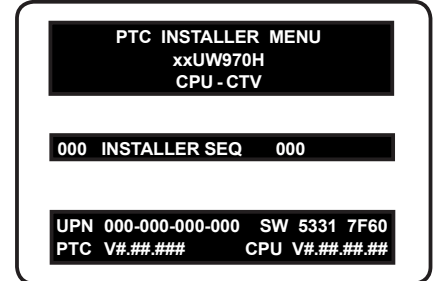 PTC INSTALLER MENU
xxUW970H
CPU - CTV
000 INSTALLER SEQ 000
UPN 000-000-000-000 SW 5331 7F60
PTC V#.##.### CPU V#.##.##.##